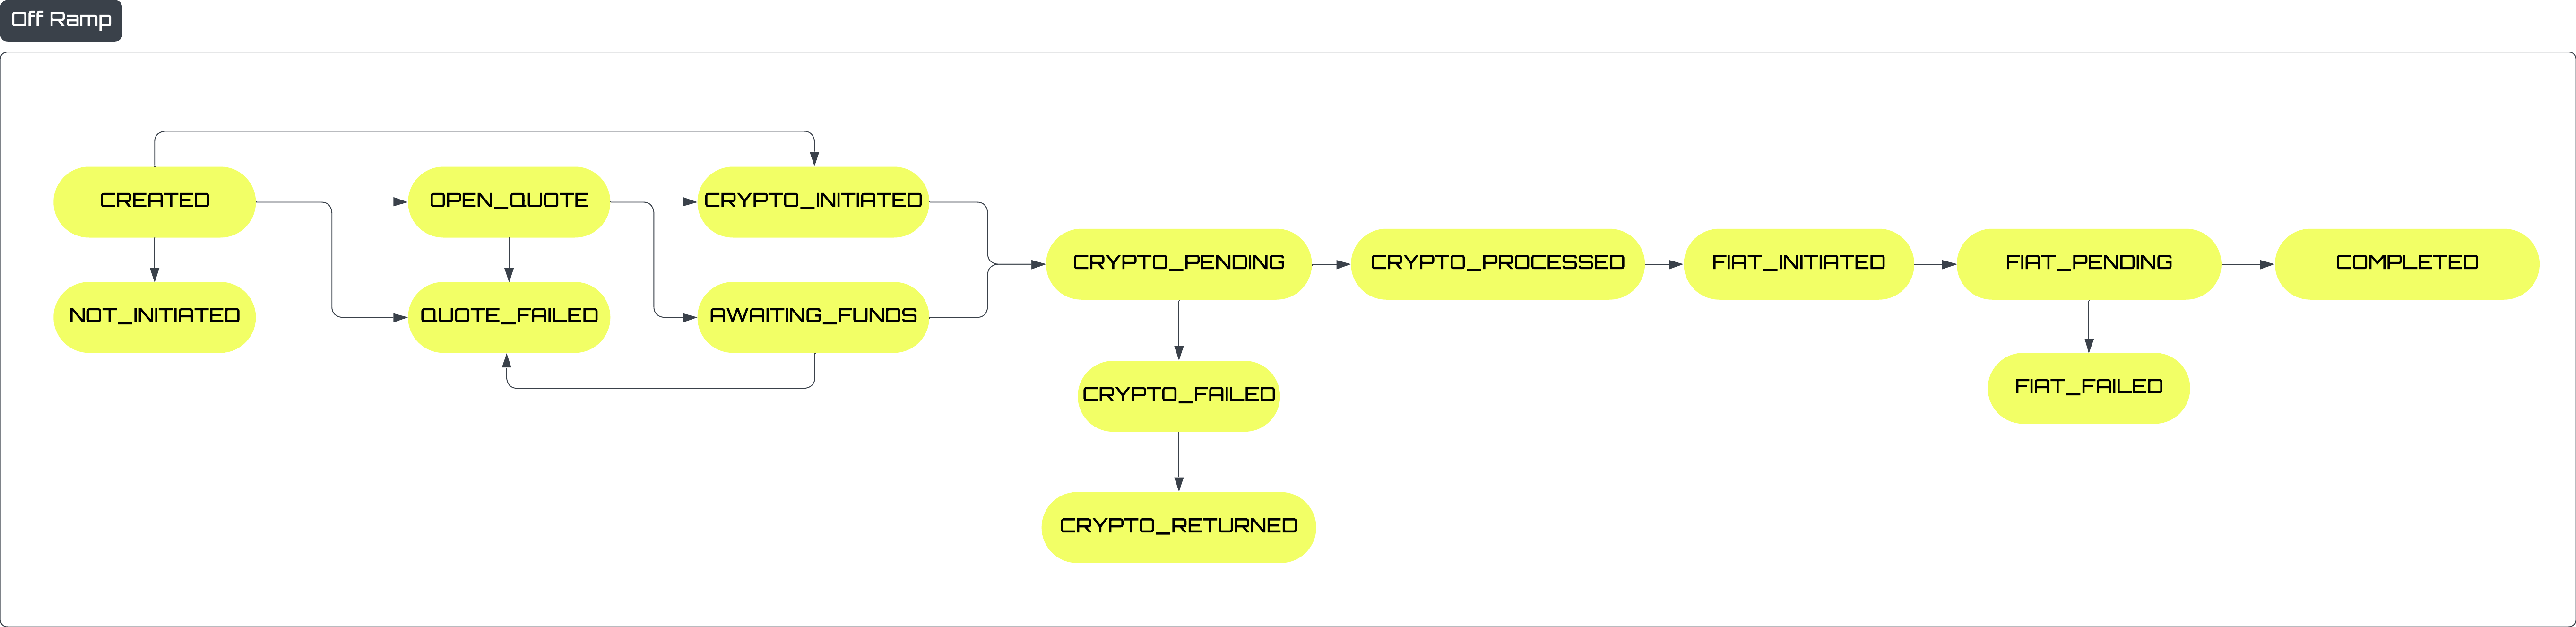 Off Ramp
CREATED
OPEN_QUOTE
CRYPTO_INITIATED
CRYPTO_PENDING
CRYPTO_PROCESSED
FIAT_INITIATED
FIAT_PENDING
COMPLETED
NOT_INITIATED
QUOTE_FAILED
AWAITING_FUNDS
CRYPTO_FAILED
FIAT_FAILED
CRYPTO_RETURNED